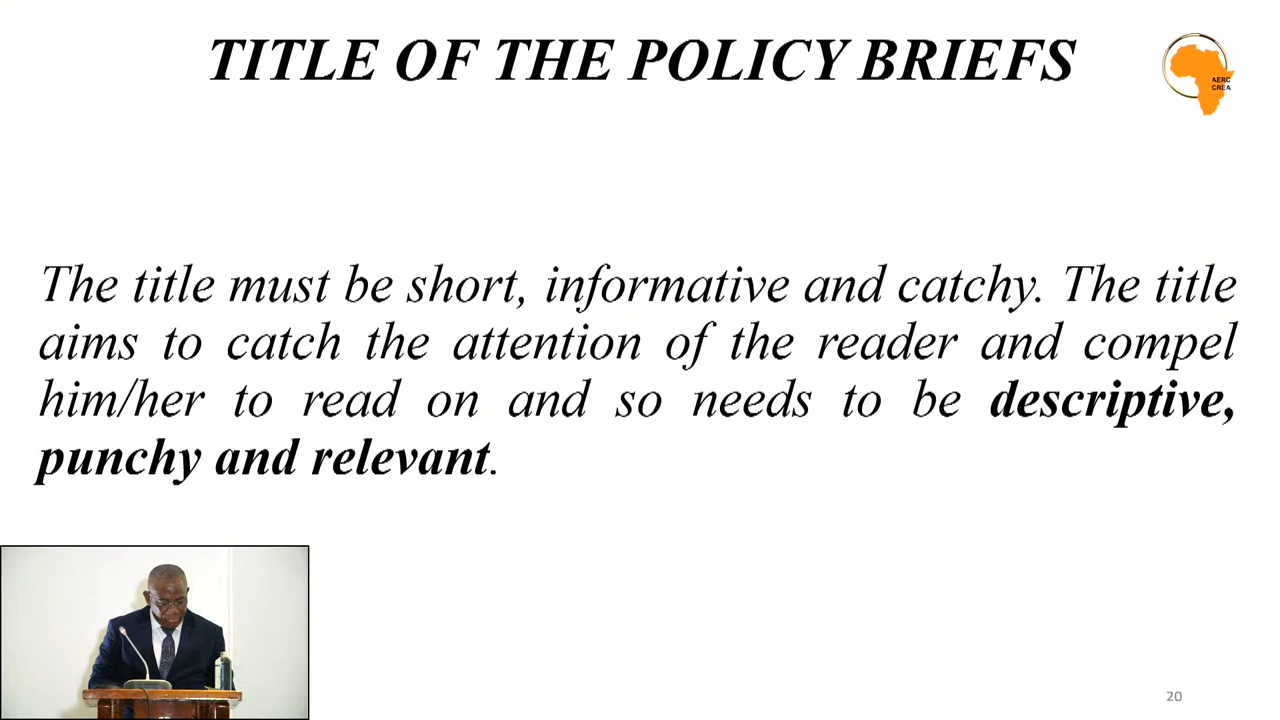 TITLE OF THE POLICY BRIEFS
AERC
CREA
The title must be short, informative and catchy. The title
aims to catch the attention of the reader and compel
him/her to read on and so needs to be descriptive,
punchy and relevant.
20